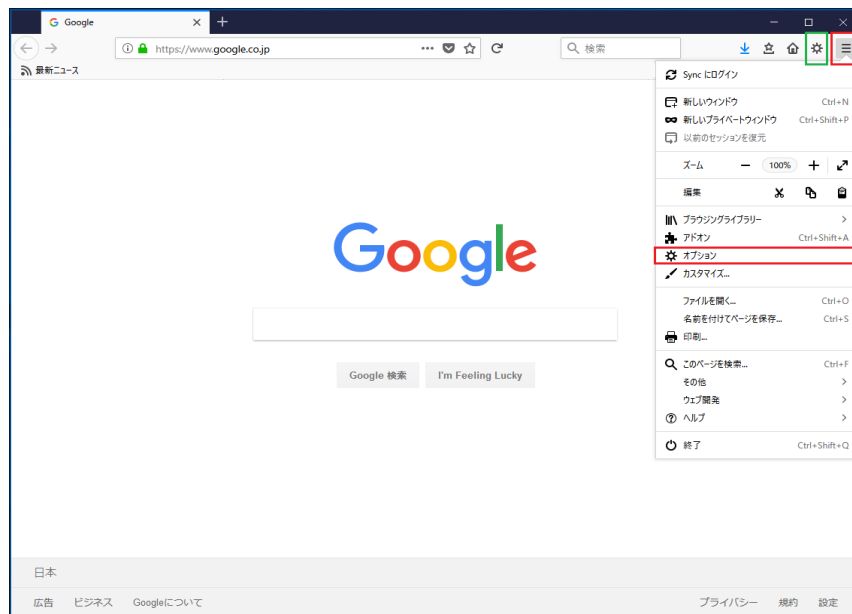 Google
https://www.google.co.jp
検索
最新ニュース
Sync にログイン
新しいウィンドウ Ctrl+N
新しいプライベートウィンドウ Ctrl+Shift+P
以前のセッションを復元
ズーム 100%
編集
ブラウジングライブラリー
アドオン Ctrl+Shift+A
オプション
カスタマイズ...
ファイルを開く... Ctrl+O
名前を付けてページを保存... Ctrl+S
印刷...
このページを検索... Ctrl+F
その他
ウェブ開発
ヘルプ
終了 Ctrl+Shift+Q
Google
Google 検索 I'm Feeling Lucky
日本
広告 ビジネス Googleについて プライバシー 規約 設定